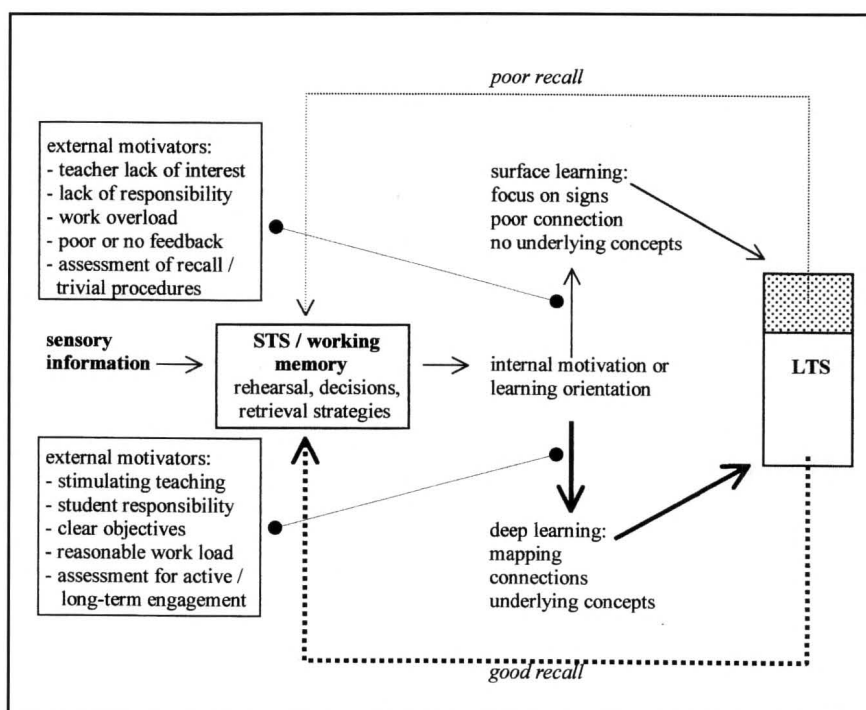 poor recall
external motivators:
- teacher lack of interest
- lack of responsibility
- work overload
- poor or no feedback
- assessment of recall /
trivial procedures
surface learning:
focus on signs
poor connection
no underlying concepts
sensory
information
STS / working
memory
rehearsal, decisions,
retrieval strategies
internal motivation or
learning orientation
LTS
external motivators:
- stimulating teaching
- student responsibility
- clear objectives
- reasonable work load
- assessment for active /
long-term engagement
deep learning:
mapping
connections
underlying concepts
good recall